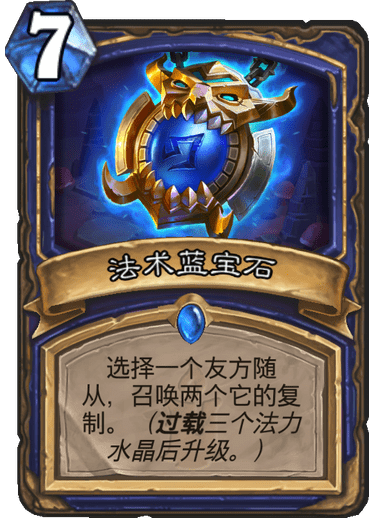 7
法术蓝宝石
选择一个友方随
从，召唤两个它的复
制。（过载三个法力
水晶后升级。）